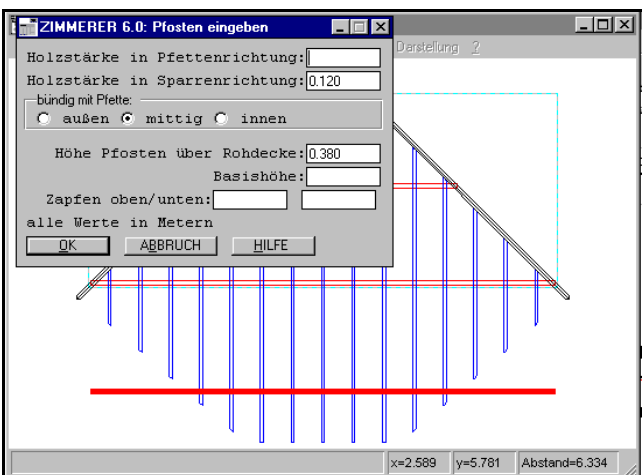 ZIMMERER 6.0: Pfosten eingeben
Darstellung ?
Holzstärke in Pfettenrichtung:
Holzstärke in Sparrenrichtung: 0.120
bündig mit Pfette:
außen mittig innen
Höhe Pfosten über Rohdecke: 0.380
Basishöhe:
Zapfen oben/unten:
alle Werte in Metern
OK ABBRUCH HILFE
x=2.589 y=5.781 Abstand=6.334